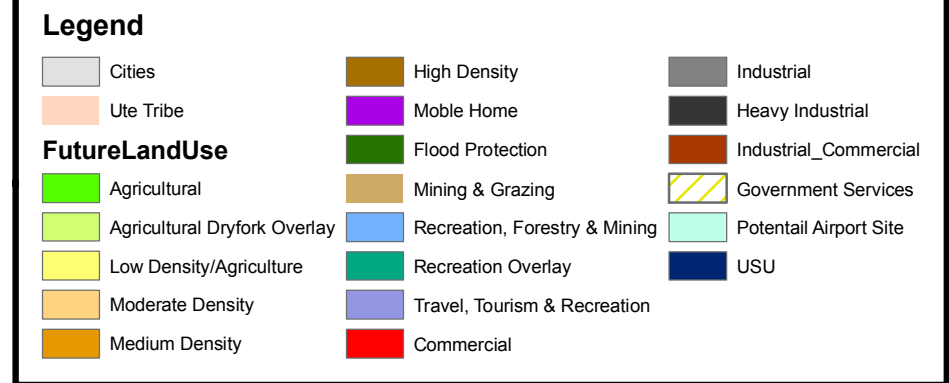 Legend
Cities
Ute Tribe
FutureLandUse
Agricultural
Agricultural Dryfork Overlay
Low Density/Agriculture
Moderate Density
Medium Density
High Density
Moble Home
Flood Protection
Mining & Grazing
Recreation, Forestry & Mining
Recreation Overlay
Travel, Tourism & Recreation
Commercial
Industrial
Heavy Industrial
Industrial_Commercial
Government Services
Potentail Airport Site
USU